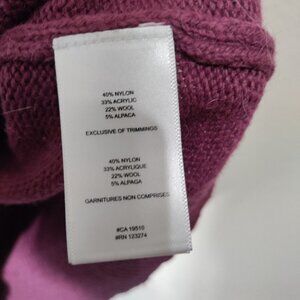 40% NYLON
33% ACRYLIC
22% WOOL
5% ALPACA
EXCLUSIVE OF TRIMMINGS
40% NYLON
33% ACRYLIQUE
22% WOOL
5% ALPACA
GARNITURES NON COMPRISES
#CA 19510
#RN 123274